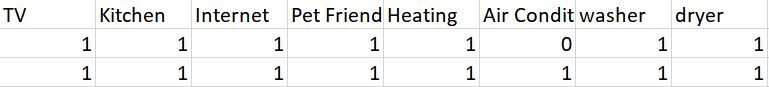 TV Kitchen Internet Pet Friend Heating Air Condit washer dryer
1 1 1 1 1 0 1 1
1 1 1 1 1 1 1 1